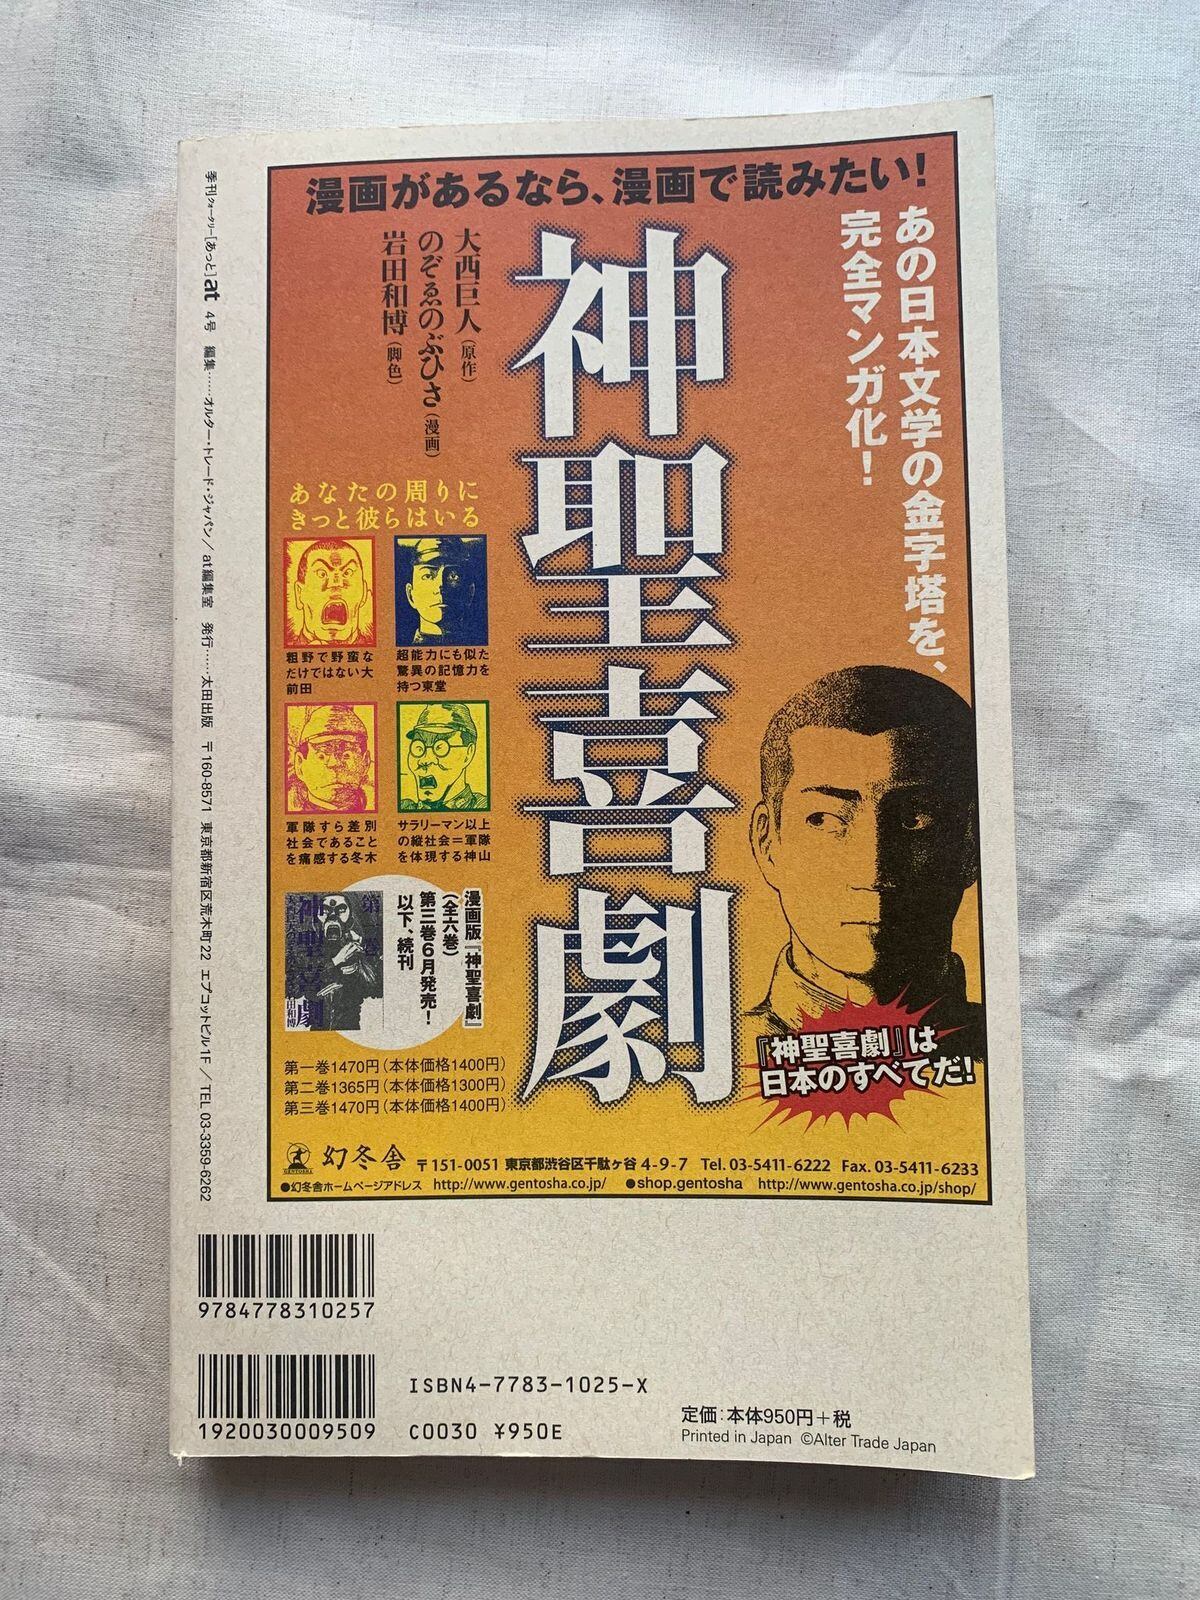 漫画があるなら、漫画で読みたい!
あの日本文学の金字塔を、
完全マンガ化!
神聖喜劇
大西巨人(原作)
のぞゑのぶひさ(漫画)
岩田和博(脚色)
あなたの周りに
きっと彼らはいる
粗野で野蛮な
だけではない大
前田
超能力にも似た
驚異の記憶力を
持つ東堂
軍隊すら差別
社会であること
を痛感する冬木
サラリーマン以上
の縦社会=軍隊
を体現する神山
漫画版『神聖喜劇』
(全六巻)
第三巻6月発売!
以下、続刊
第一巻
神聖喜劇
第一巻1470円(本体価格1400円)
第二巻1365円(本体価格1300円)
第三巻1470円(本体価格1400円)
『神聖喜劇』は
日本のすべてだ!
GENTOSHA
幻冬舎 〒151-0051 東京都渋谷区千駄ヶ谷 4-9-7 Tel. 03-5411-6222 Fax. 03-5411-6233
●幻冬舎ホームページアドレス http://www.gentosha.co.jp/ ●shop.gentosha http://www.gentosha.co.jp/shop/
季刊クォータリー[あっと]at 4号 編集……オルター・トレード・ジャパン/at編集室 発行……太田出版 〒160-8571 東京都新宿区荒木町22 エプコットビル1F / TEL 03-3359-6262
9784778310257
1920030009509
ISBN4-7783-1025-X
C0030 ¥950E
定価:本体950円+税
Printed in Japan ©Alter Trade Japan